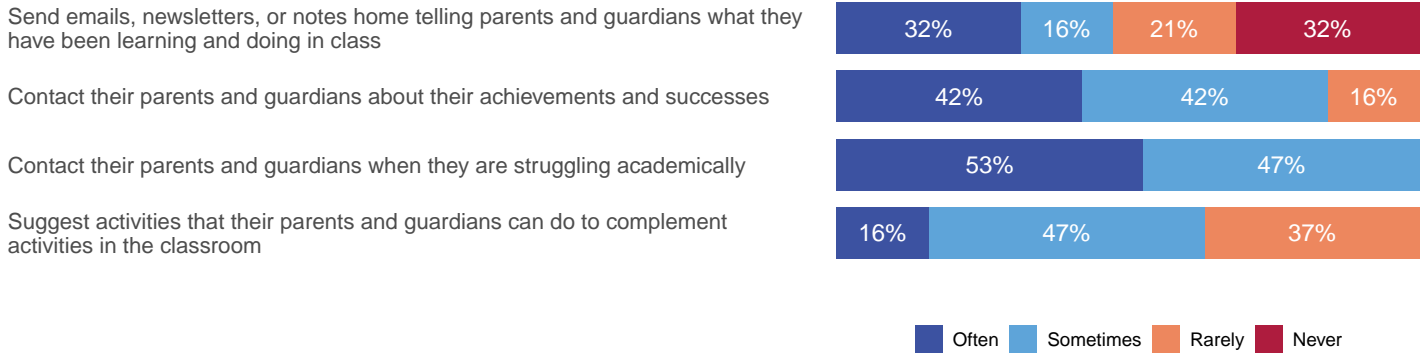 Send emails, newsletters, or notes home telling parents and guardians what they
have been learning and doing in class
32% 16% 21% 32%
Contact their parents and guardians about their achievements and successes
42% 42% 16%
Contact their parents and guardians when they are struggling academically
53% 47%
Suggest activities that their parents and guardians can do to complement
activities in the classroom
16% 47% 37%
Often Sometimes Rarely Never